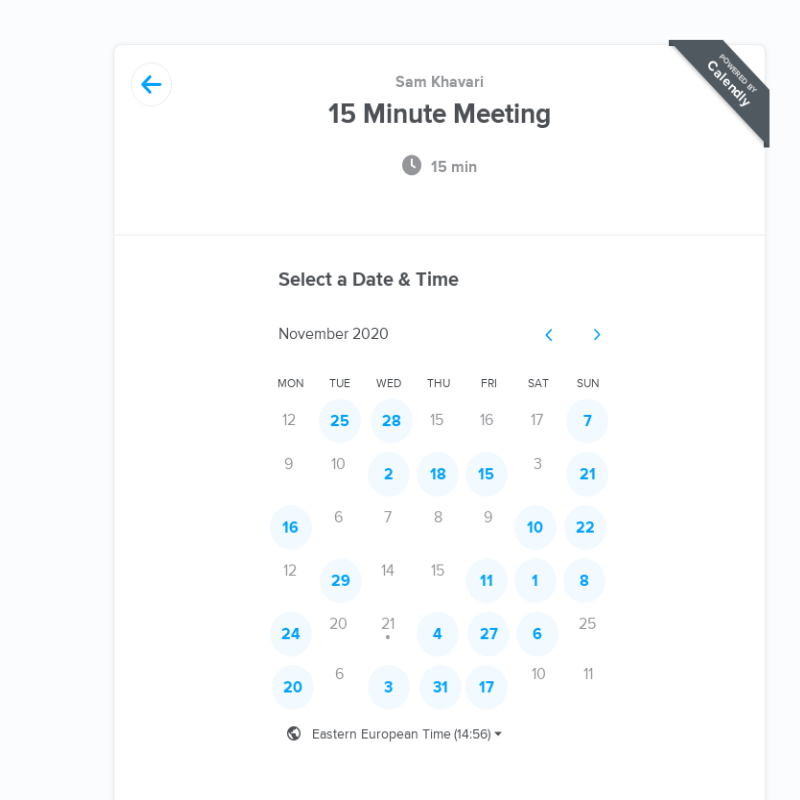 Sam Khavari
POWERED BY
Calendly
15 Minute Meeting
15 min
Select a Date & Time
November 2020
MON TUE WED THU FRI SAT SUN
12 25 28 15 16 17 7
9 10 2 18 15 3 21
16 6 7 8 9 10 22
12 29 14 15 11 1 8
24 20 21 4 27 6 25
20 6 3 31 17 10 11
Eastern European Time (14:56)